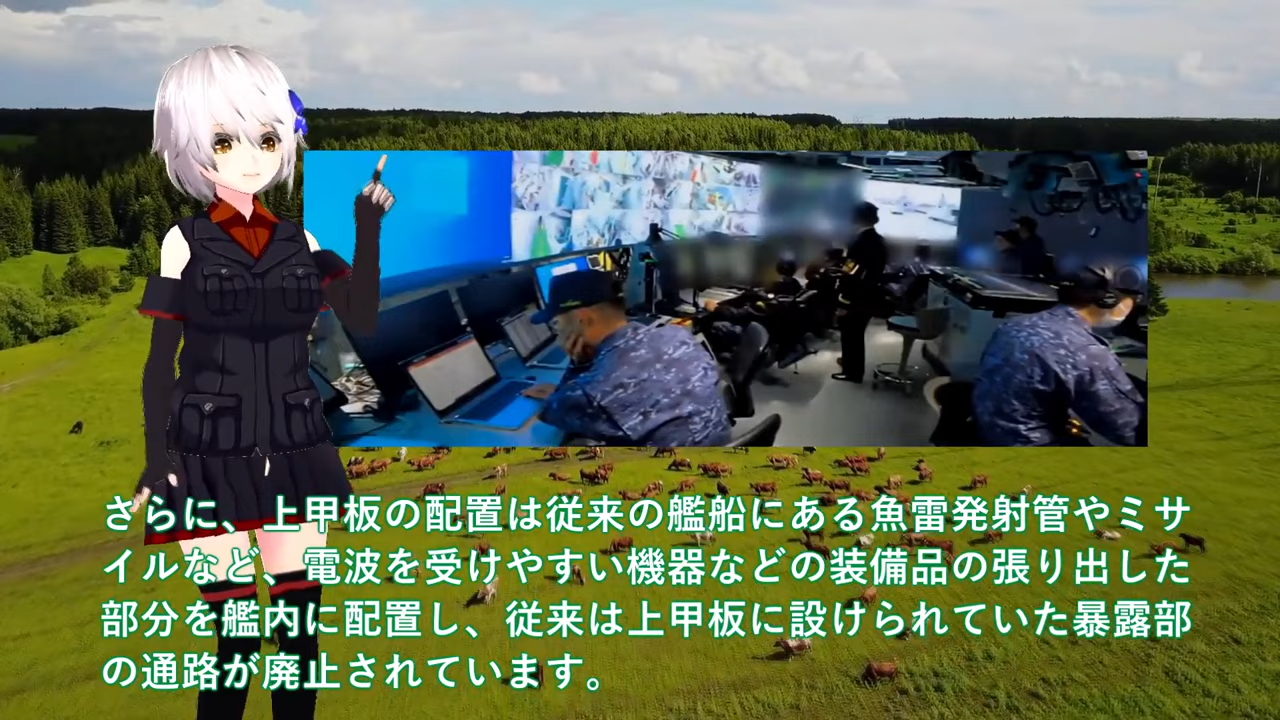 さらに、上甲板の配置は従来の艦船にある魚雷発射管やミサ
イルなど、電波を受けやすい機器などの装備品の張り出した
部分を艦内に配置し、従来は上甲板に設けられていた暴露部
の通路が廃止されています。